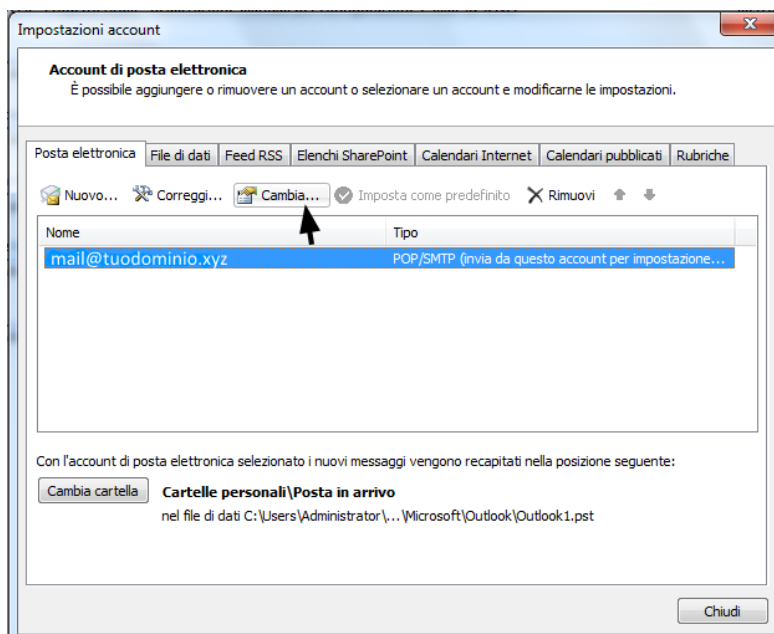 Impostazioni account
Account di posta elettronica
È possibile aggiungere o rimuovere un account o selezionare un account e modificarne le impostazioni.
Posta elettronica File di dati Feed RSS Elenchi SharePoint Calendari Internet Calendari pubblicati Rubriche
Nuovo... Correggi... Cambia... Imposta come predefinito Rimuovi
Nome Tipo
mail@tuodominio.xyz POP/SMTP (invia da questo account per impostazione...
Con l'account di posta elettronica selezionato i nuovi messaggi vengono recapitati nella posizione seguente:
Cambia cartella Cartelle personali\Posta in arrivo
nel file di dati C:\Users\Administrator\...\Microsoft\Outlook\Outlook1.pst
Chiudi